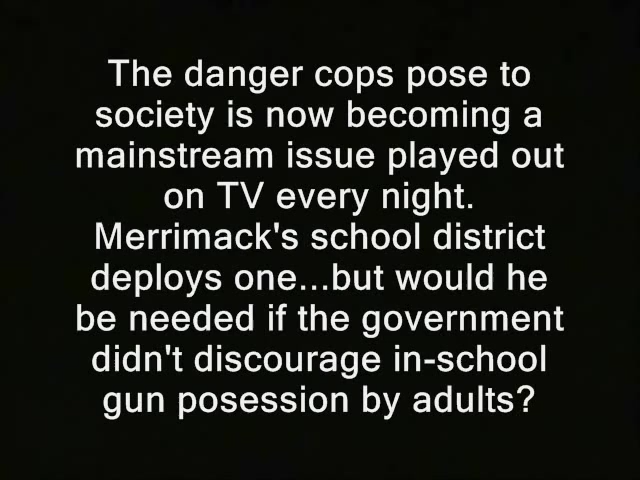 The danger cops pose to
society is now becoming a
mainstream issue played out
on TV every night.
Merrimack's school district
deploys one...but would he
be needed if the government
didn't discourage in-school
gun posession by adults?